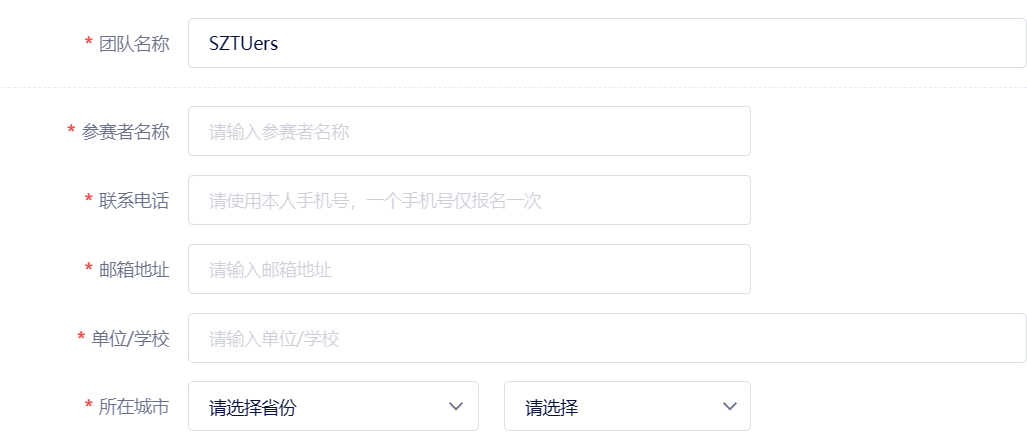 * 团队名称 SZTUers
* 参赛者名称 请输入参赛者名称
* 联系电话 请使用本人手机号，一个手机号仅报名一次
* 邮箱地址 请输入邮箱地址
* 单位/学校 请输入单位/学校
* 所在城市 请选择省份 请选择